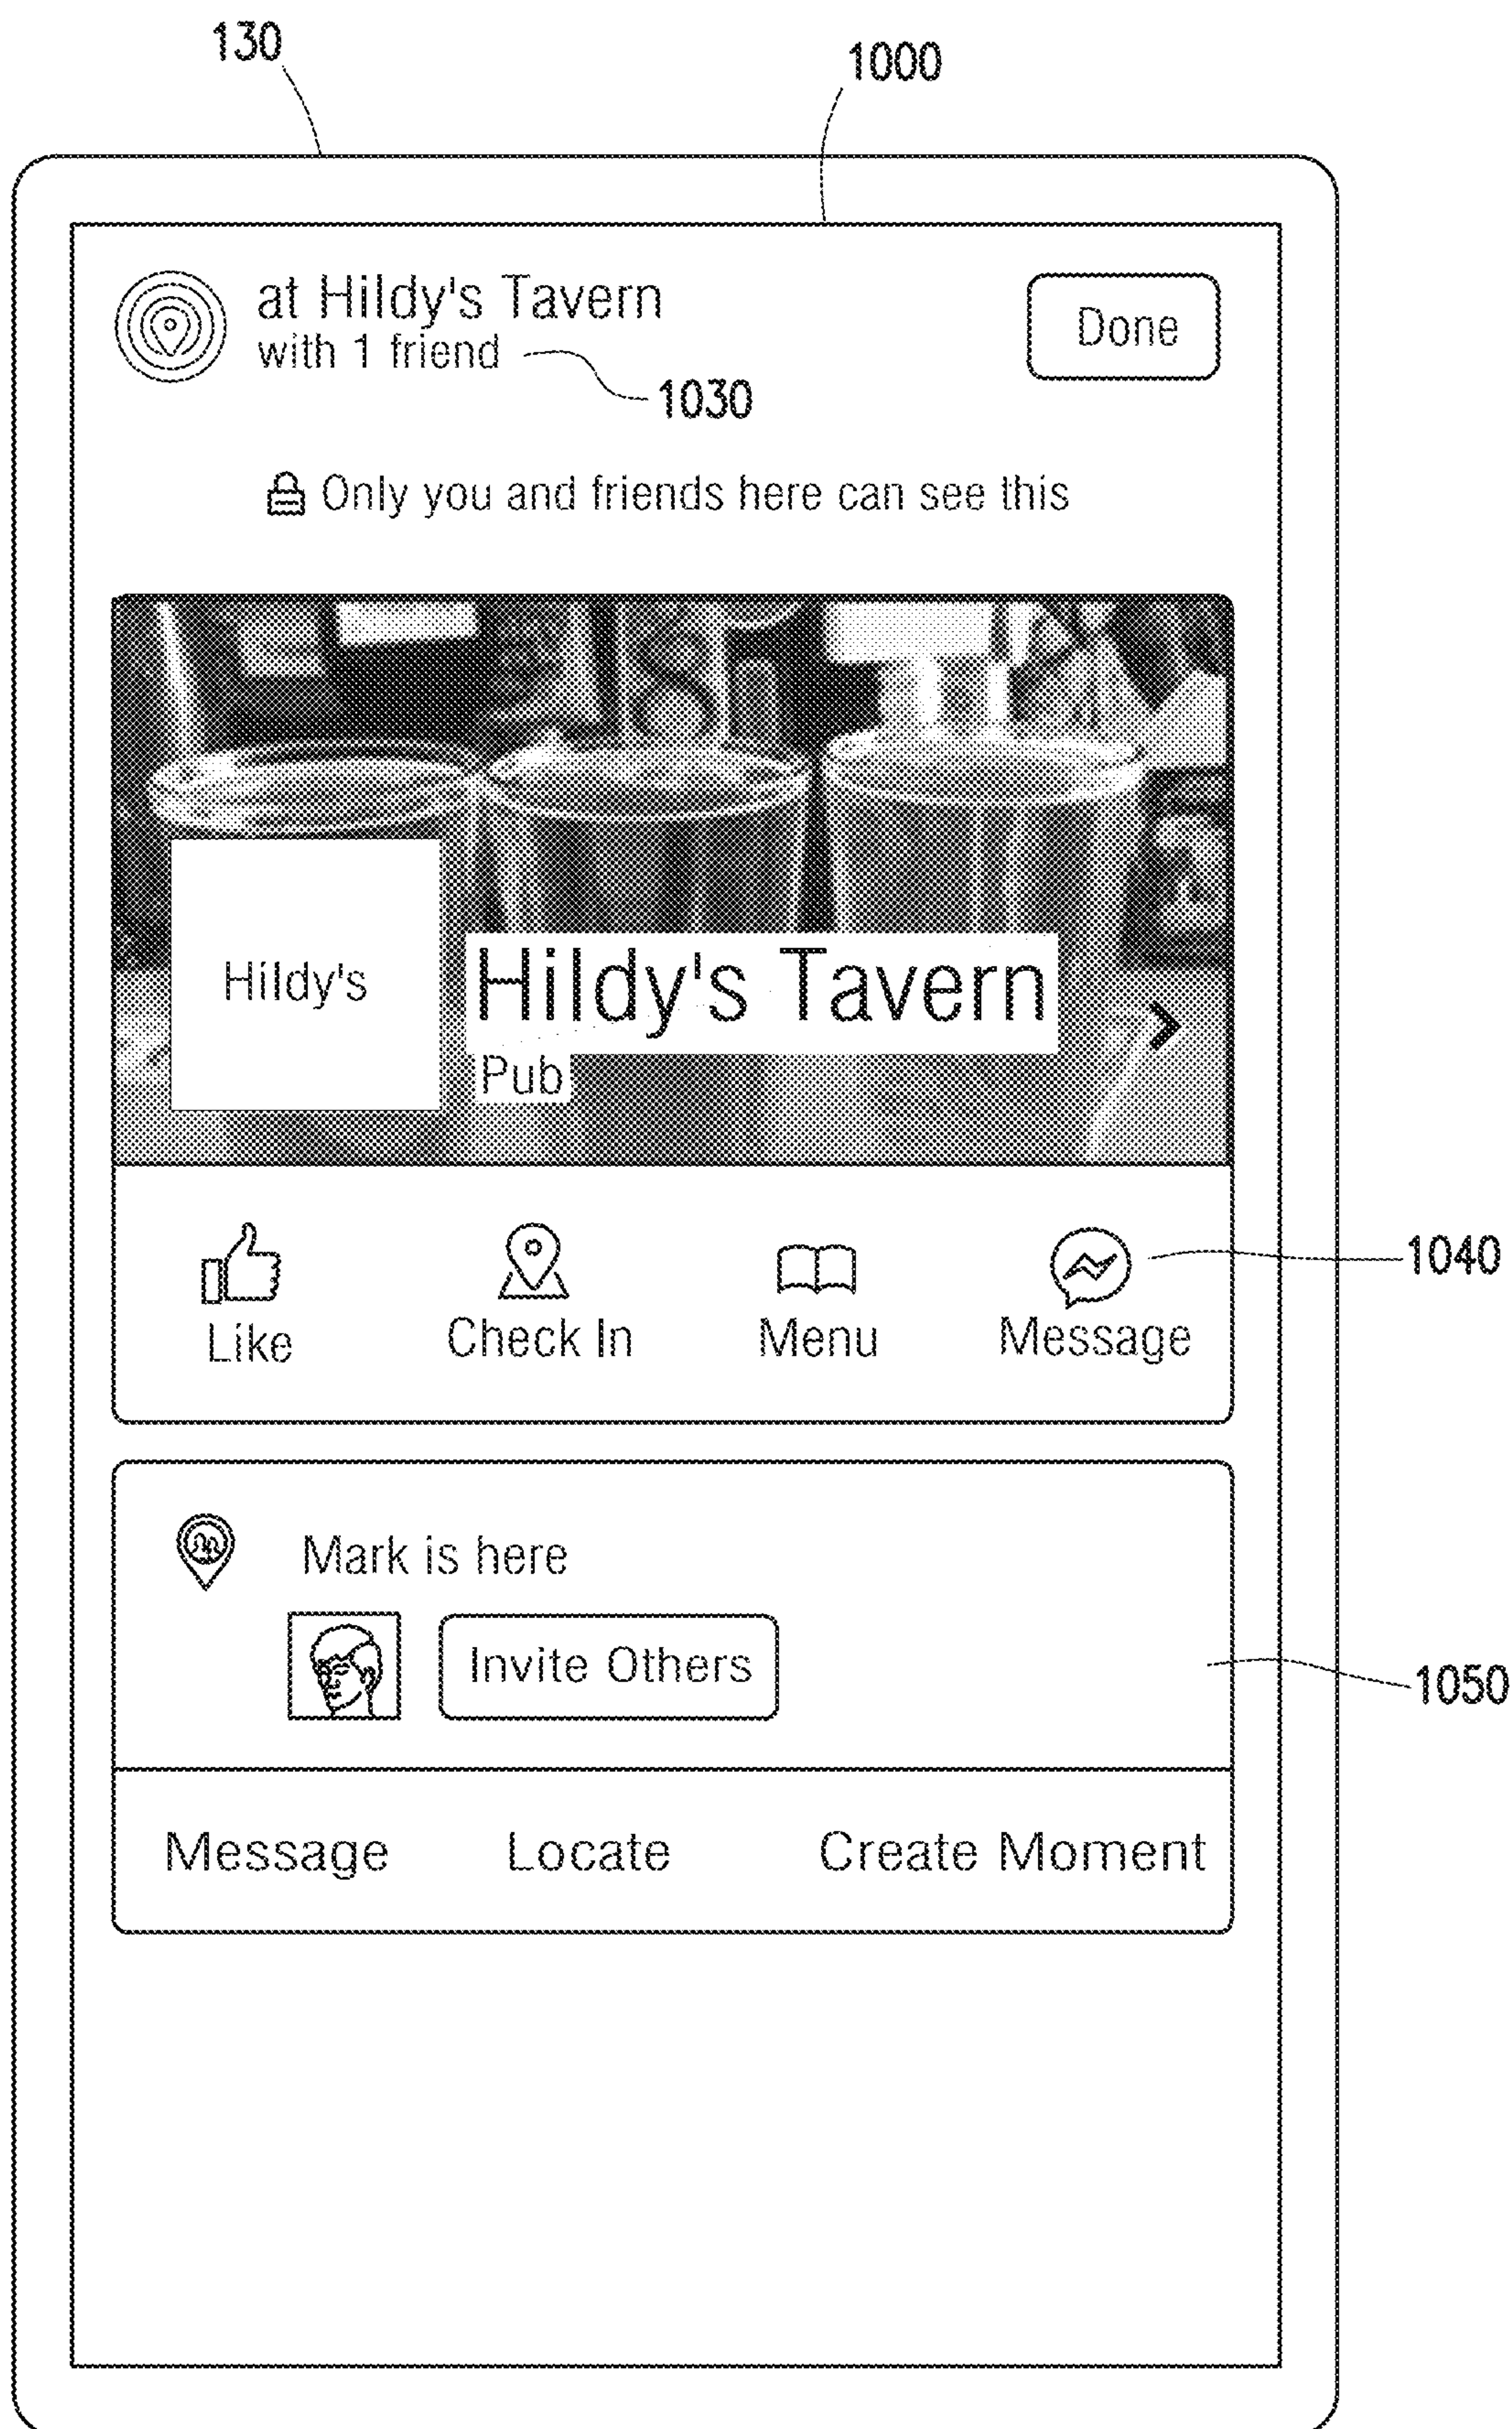 130
1000
at Hildy's Tavern
Done
with 1 friend
1030
Only you and friends here can see this
Hildy's
Hildy's Tavern
Pub
1040
Like
Check In
Menu
Message
Mark is here
Invite Others
1050
Message
Locate
Create Moment